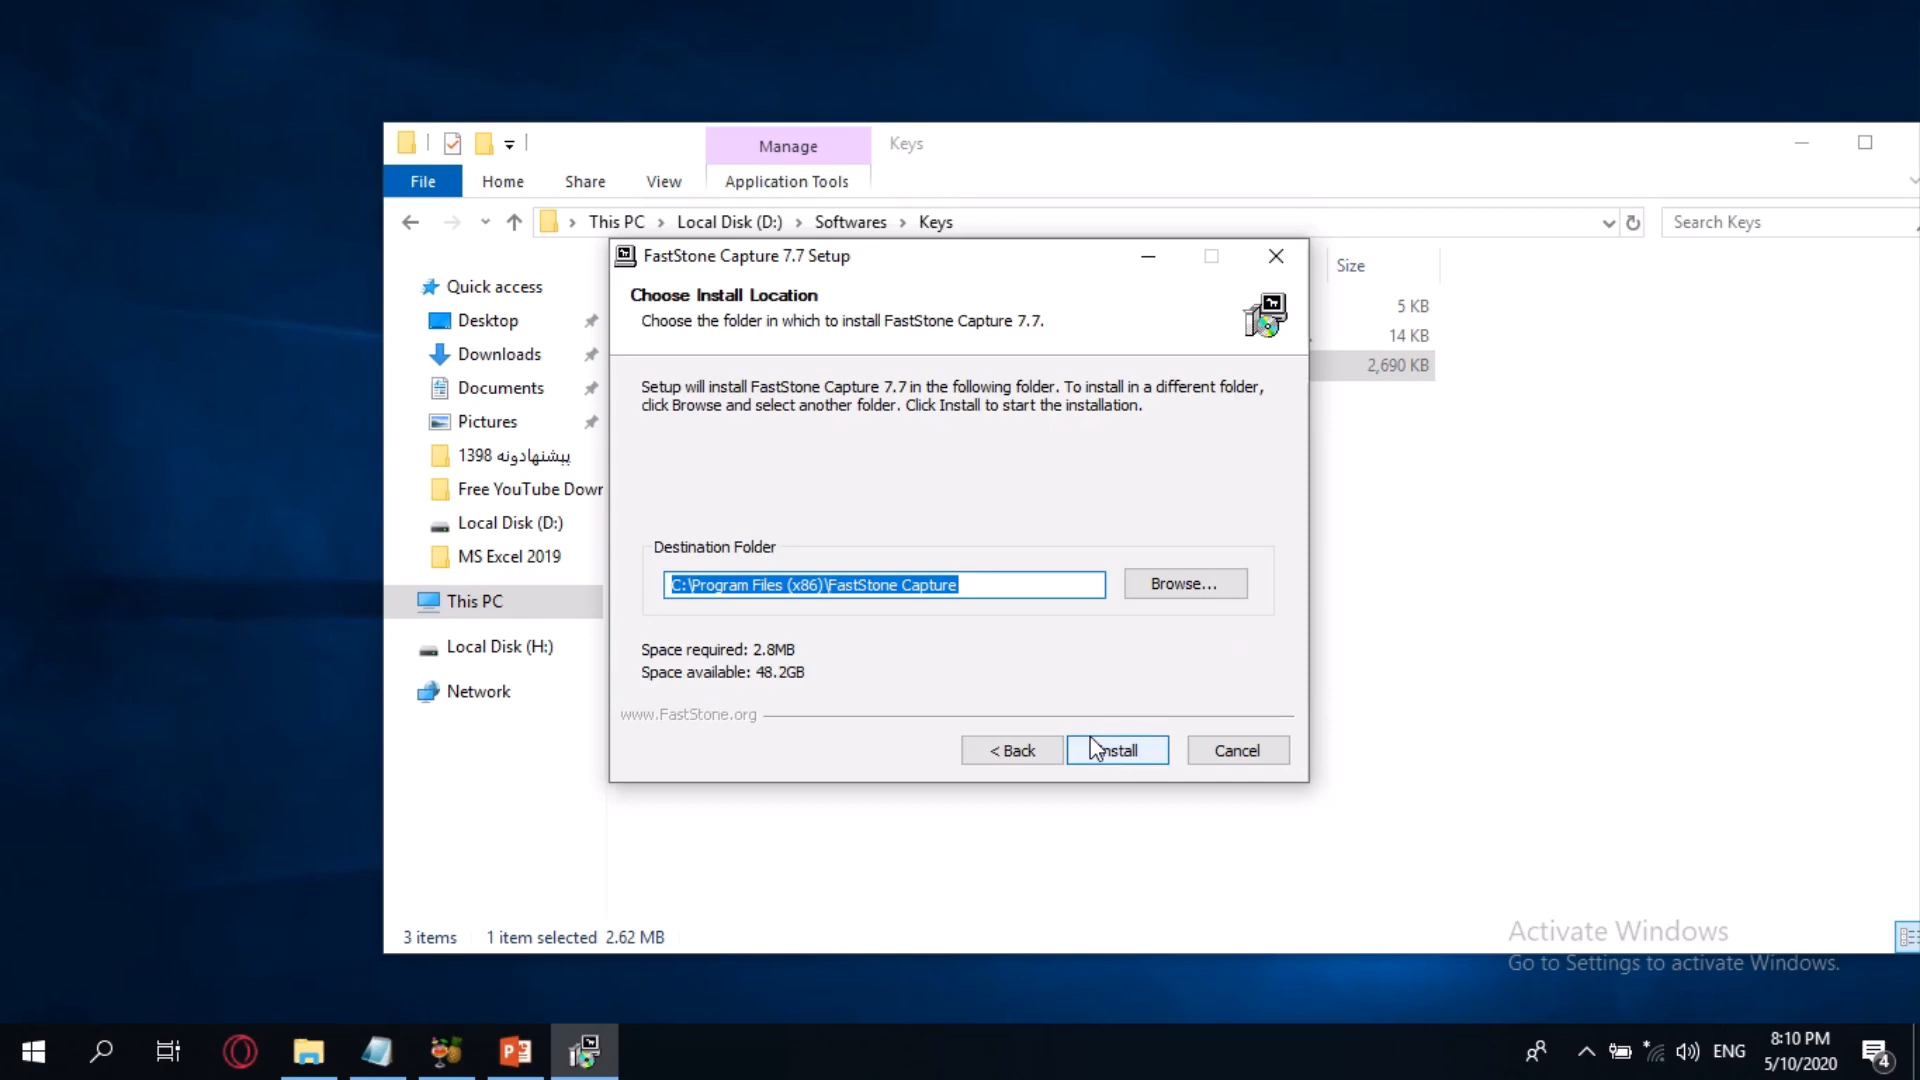 Manage
Keys
File
Home
Share
View
Application Tools
This PC
Local Disk (D:)
Softwares
Keys
Search Keys
FastStone Capture 7.7 Setup
Size
Choose Install Location
Choose the folder in which to install FastStone Capture 7.7.
5 KB
14 KB
2,690 KB
Quick access
Desktop
Downloads
Documents
Pictures
پېشنهادونه 1398
Free YouTube Down
Local Disk (D:)
MS Excel 2019
This PC
Local Disk (H:)
Network
Setup will install FastStone Capture 7.7 in the following folder. To install in a different folder,
click Browse and select another folder. Click Install to start the installation.
Destination Folder
C:\Program Files (x86)\FastStone Capture
Browse...
Space required: 2.8MB
Space available: 48.2GB
www.FastStone.org
< Back
Install
Cancel
3 items
1 item selected 2.62 MB
Activate Windows
Go to Settings to activate Windows.
ENG
8:10 PM
5/10/2020
4